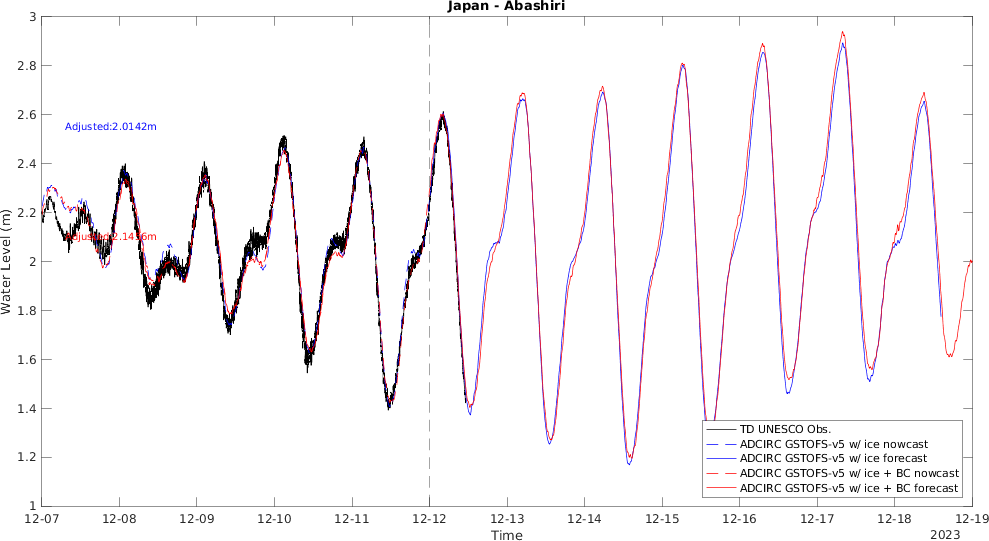 Japan - Abashiri
3
2.8
2.6
2.4
2.2
2
1.8
1.6
1.4
1.2
1
Water Level (m)
Adjusted:2.0142m
TD UNESCO Obs.
ADCIRC GSTOFS-v5 w/ ice nowcast
ADCIRC GSTOFS-v5 w/ ice forecast
ADCIRC GSTOFS-v5 w/ ice + BC nowcast
ADCIRC GSTOFS-v5 w/ ice + BC forecast
12-07 12-08 12-09 12-10 12-11 12-12 12-13 12-14 12-15 12-16 12-17 12-18 12-19
Time
2023